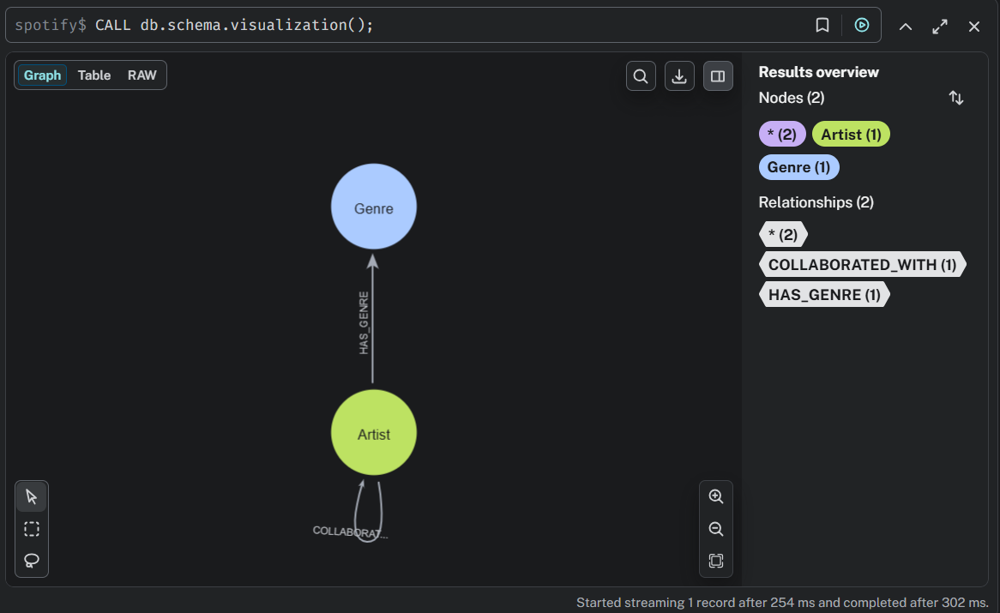 spotify$ CALL db.schema.visualization();
Graph Table RAW
Results overview
Nodes (2)
* (2) Artist (1)
Genre (1)
Relationships (2)
* (2)
COLLABORATED_WITH (1)
HAS_GENRE (1)
Genre
HAS_GENRE
Artist
COLLABORAT...
Started streaming 1 record after 254 ms and completed after 302 ms.